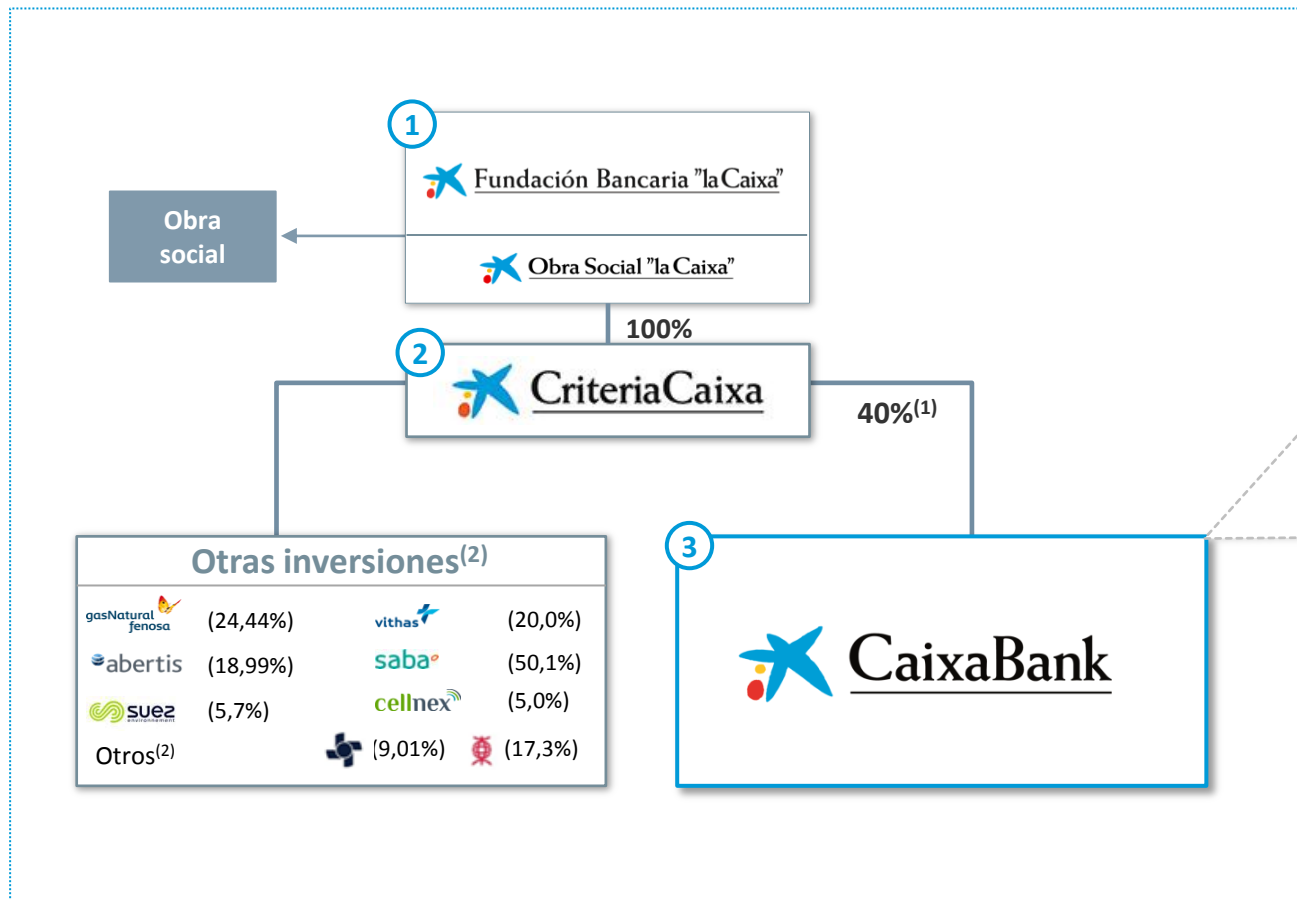 1
Fundación Bancaria "la Caixa"
Obra
social
Obra Social "la Caixa"
100%
2
CriteriaCaixa
40%(1)
Otras inversiones(2)
gasNatural
fenosa
(24,44%)
vithas
(20,0%)
abertis
(18,99%)
saba
(50,1%)
suez
environnement
(5,7%)
cellnex
(5,0%)
Otros(2)
(9,01%)
(17,3%)
3
CaixaBank